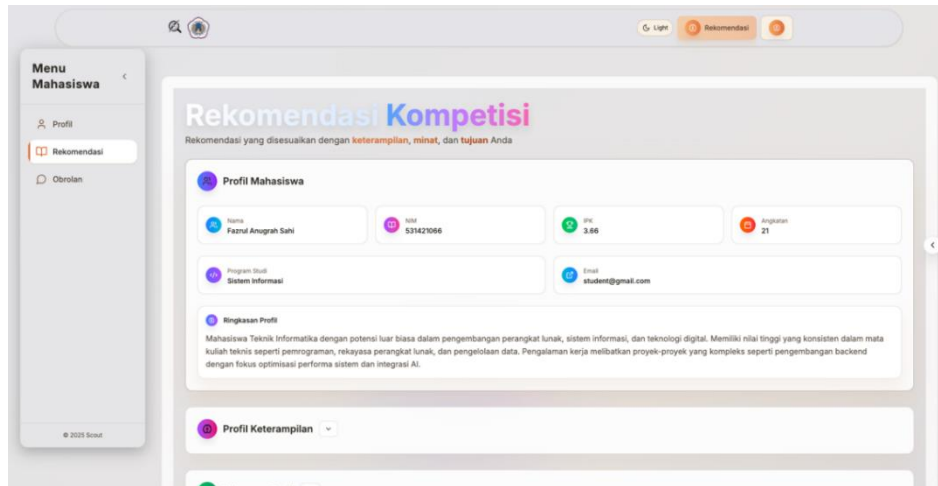 Light
Rekomendasi
Menu
Mahasiswa
Profil
Rekomendasi
Obrolan
© 2025 Scout
Rekomendasi Kompetisi
Rekomendasi yang disesuaikan dengan keterampilan, minat, dan tujuan Anda
Profil Mahasiswa
Nama
Fazrul Anugrah Sahi
NIM
531421066
IPK
3.66
Angkatan
21
Program Studi
Sistem Informasi
Email
student@gmail.com
Ringkasan Profil
Mahasiswa Teknik Informatika dengan potensi luar biasa dalam pengembangan perangkat lunak, sistem informasi, dan teknologi digital. Memiliki nilai tinggi yang konsisten dalam mata
kuliah teknis seperti pemrograman, rekayasa perangkat lunak, dan pengelolaan data. Pengalaman kerja melibatkan proyek-proyek yang kompleks seperti pengembangan backend
dengan fokus optimisasi performa sistem dan integrasi AI.
Profil Keterampilan